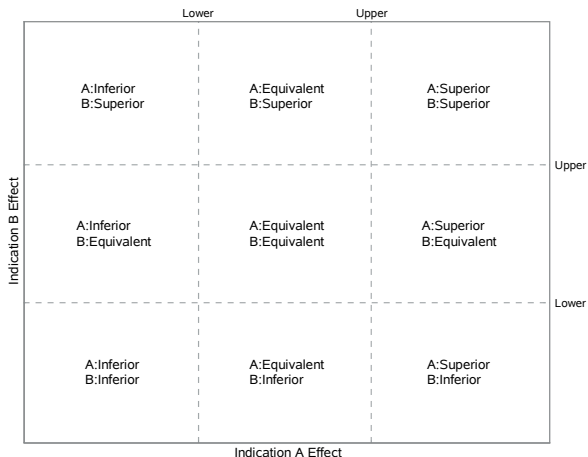 Lower
Upper
A:Inferior
B:Superior
A:Equivalent
B:Superior
A:Superior
B:Superior
Upper
A:Inferior
B:Equivalent
A:Equivalent
B:Equivalent
A:Superior
B:Equivalent
Indication B Effect
Lower
A:Inferior
B:Inferior
A:Equivalent
B:Inferior
A:Superior
B:Inferior
Indication A Effect